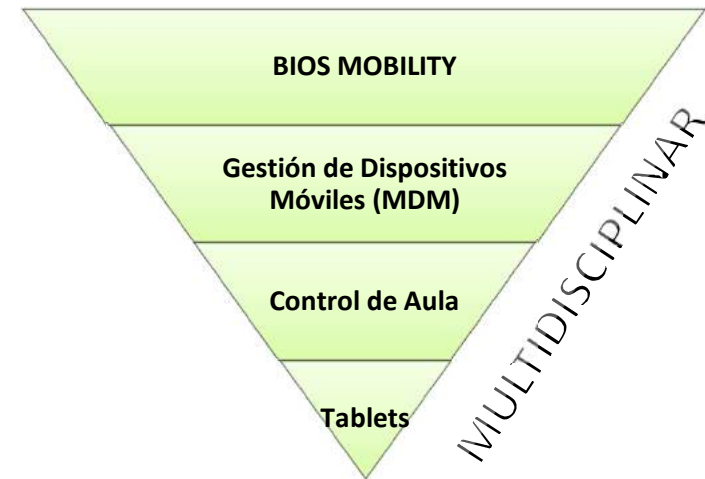 BIOS MOBILITY
Gestión de Dispositivos
Móviles (MDM)
Control de Aula
Tablets
MULTIDISCIPLINAR